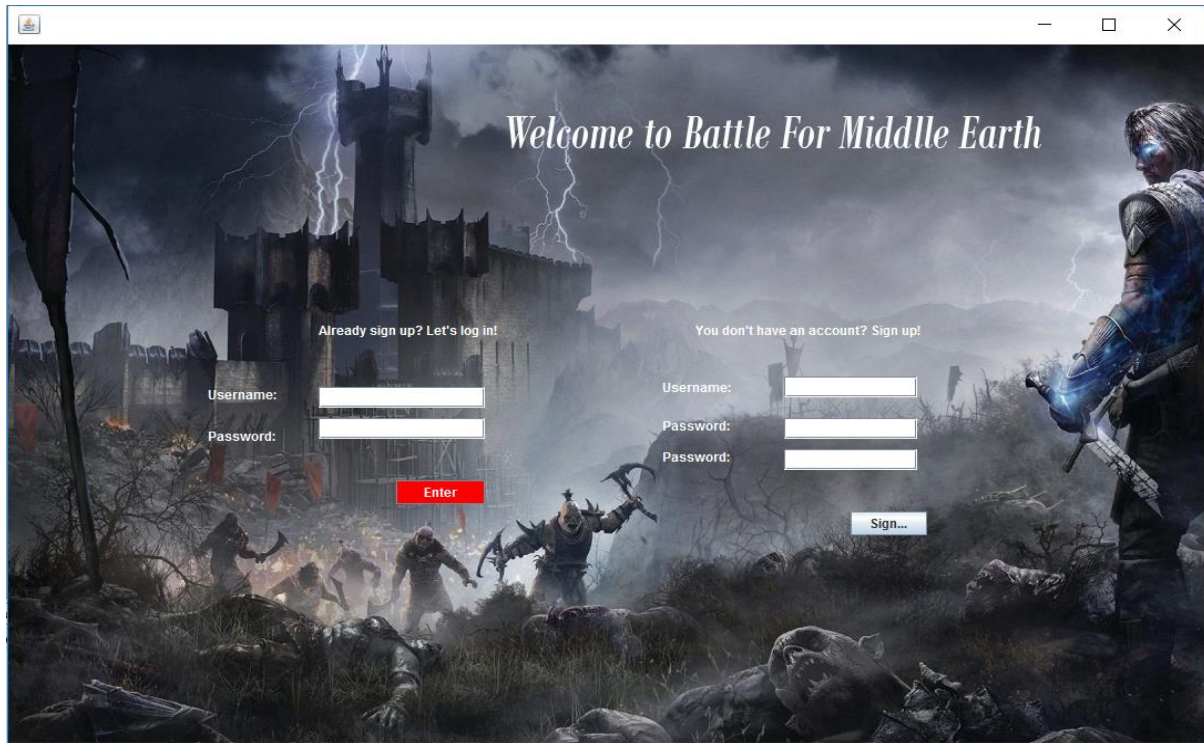 Welcome to Battle For Middlle Earth
Already sign up? Let's log in!
Username:
Password:
Enter
You don't have an account? Sign up!
Username:
Password:
Password:
Sign...